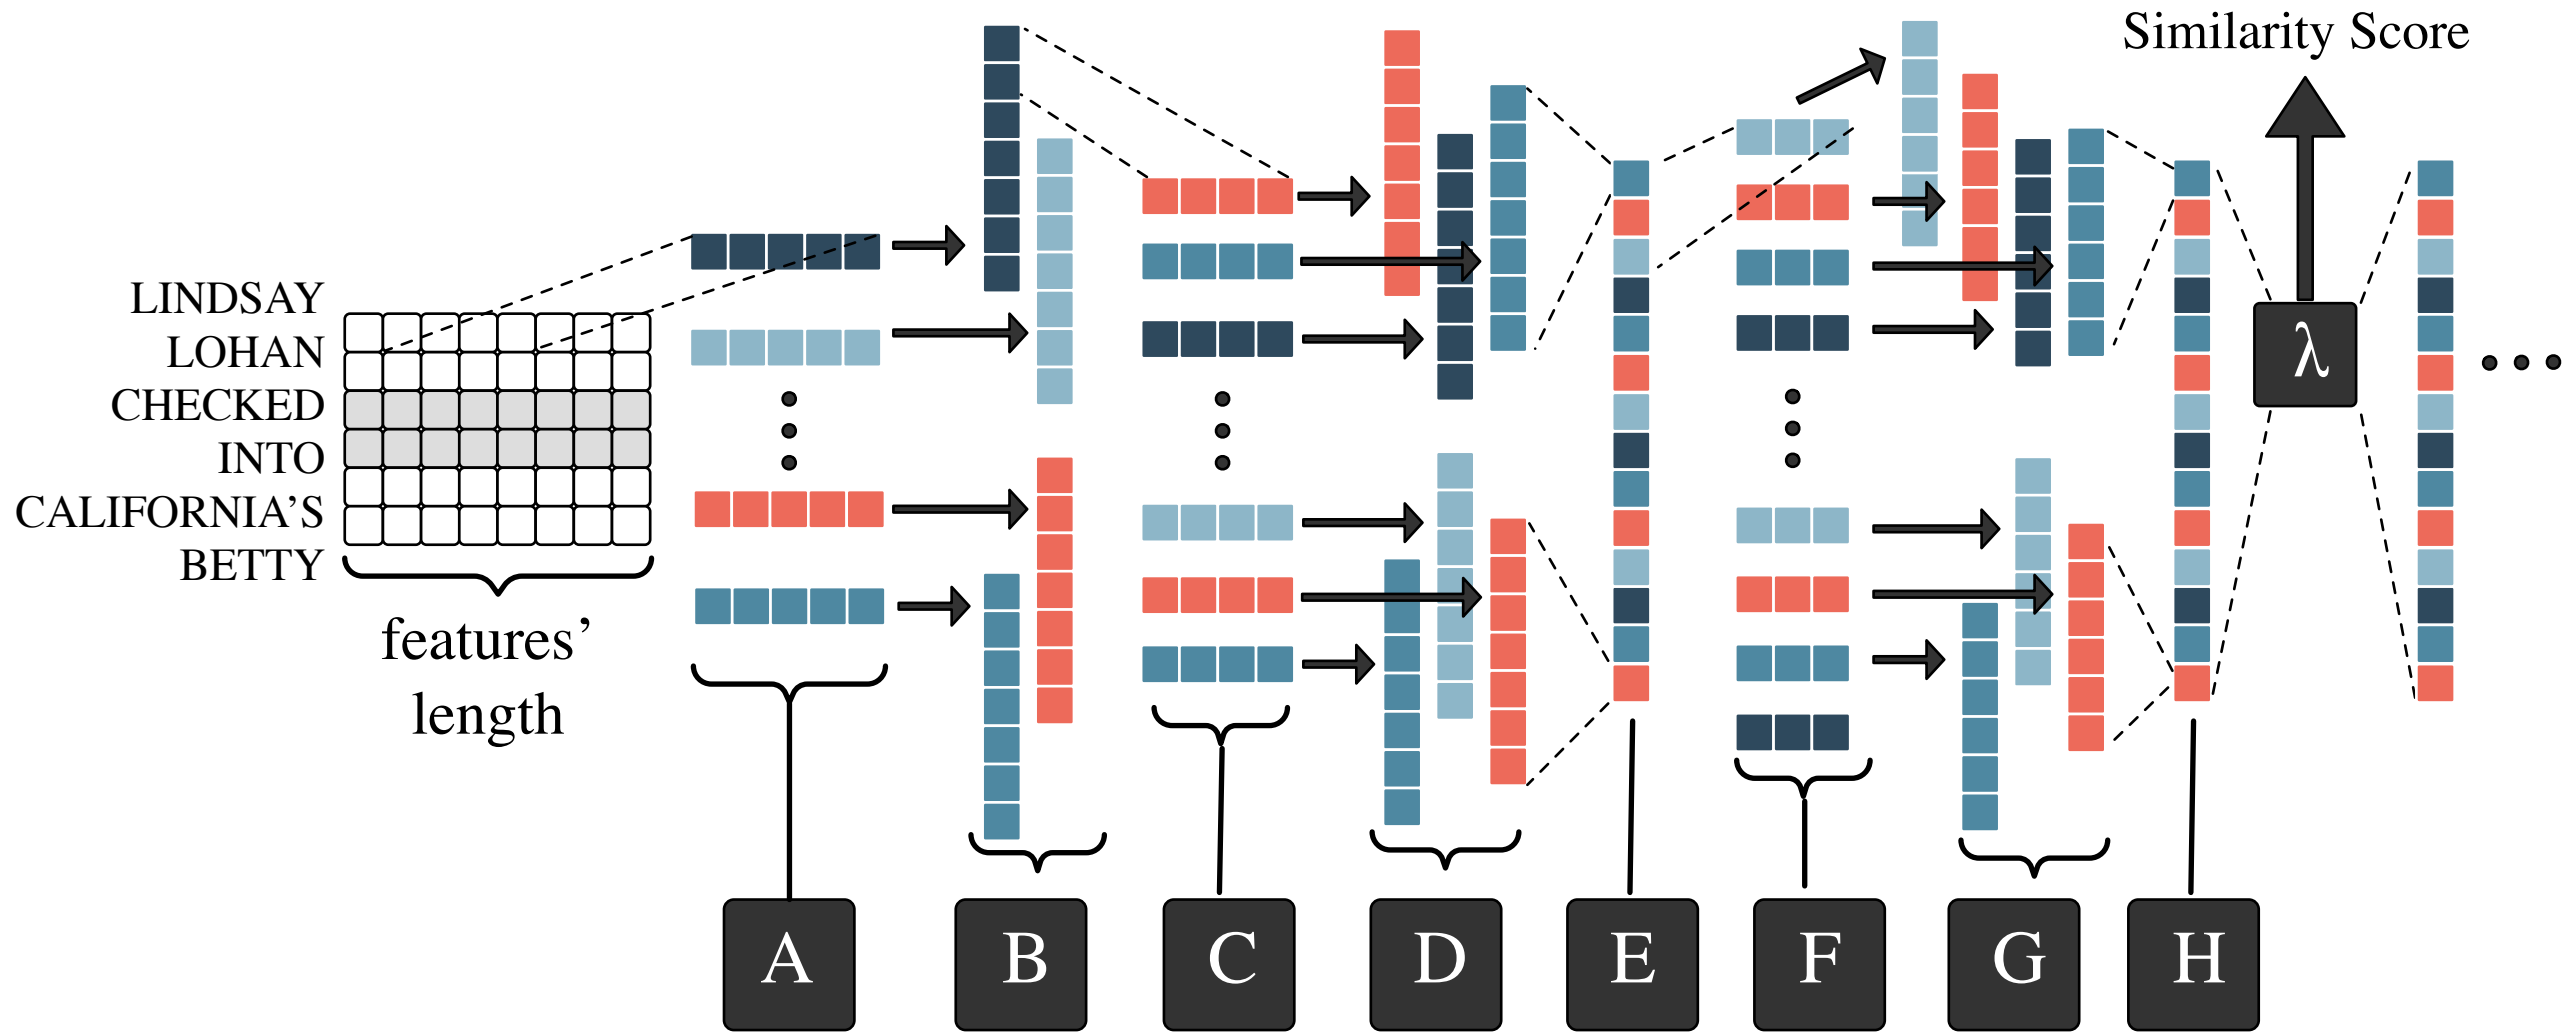 Similarity Score
LINDSAY
LOHAN
CHECKED
INTO
CALIFORNIA’S
BETTY
features’
length
λ
A
B
C
D
E
F
G
H